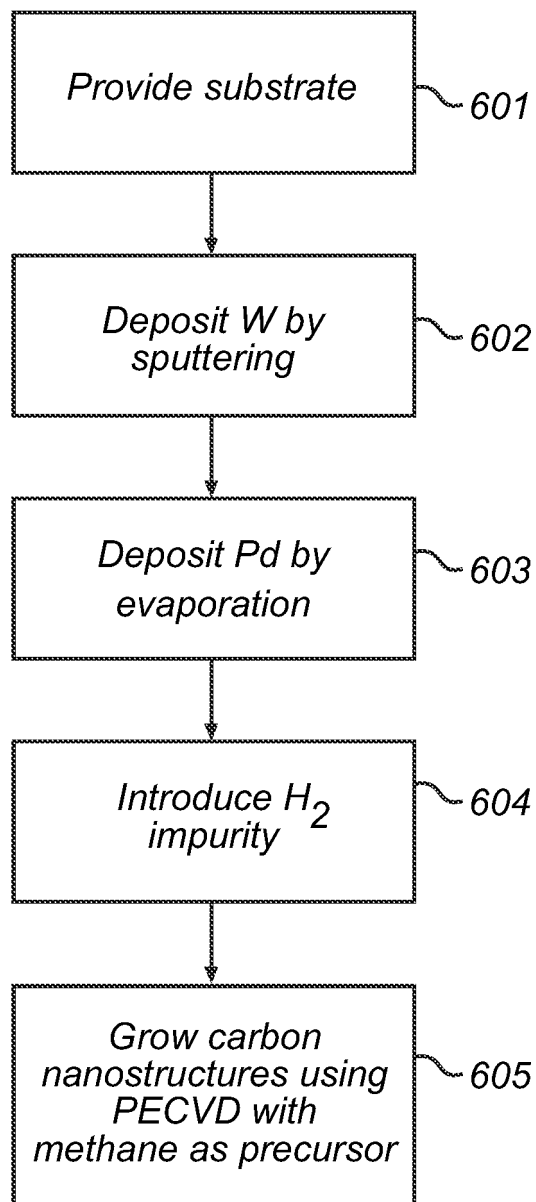 Provide substrate
601
Deposit W by
sputtering
602
Deposit Pd by
evaporation
603
Introduce H2
impurity
604
Grow carbon
nanostructures using
PECVD with
methane as precursor
605